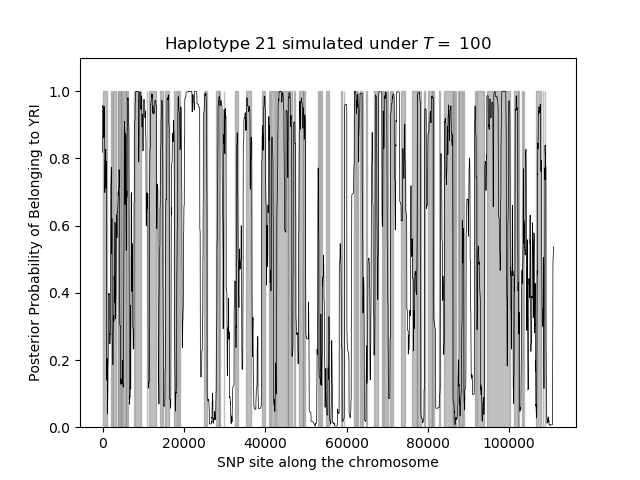 Haplotype 21 simulated under T = 100
Posterior Probability of Belonging to YRI
1.0
0.8
0.6
0.4
0.2
0.0
0 20000 40000 60000 80000 100000
SNP site along the chromosome